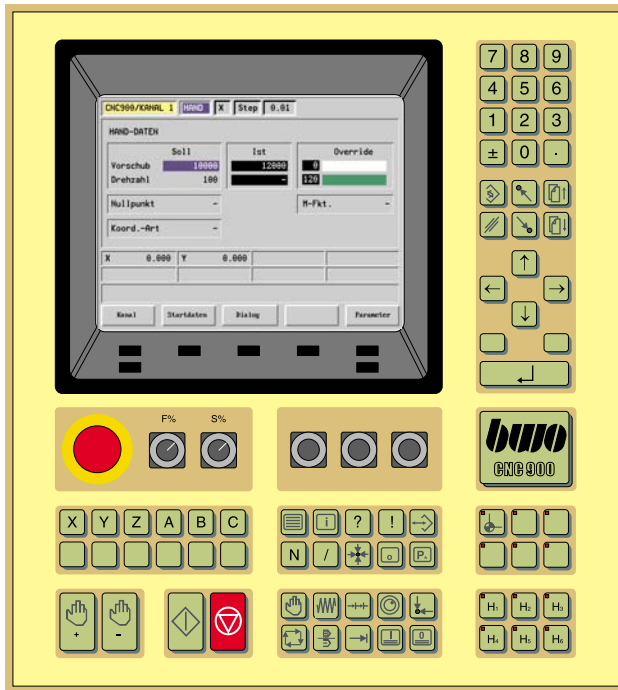 CNC900/KANAL 1 HAND X Step 0.01
HAND-DATEN
Soll Ist Override
Vorschub 10000 12000 0
Drehzahl 100 - 120
Nullpunkt - M-Fkt. -
Koord.-Art -
X 0.000 Y 0.000
Kanal Startdaten Dialog Parameter
7 8 9
4 5 6
1 2 3
± 0 .
F% S%
bwo
CNC 900
X Y Z A B C
i ? !
N / o P
+ -
I 0
H1 H2 H3
H4 H5 H6